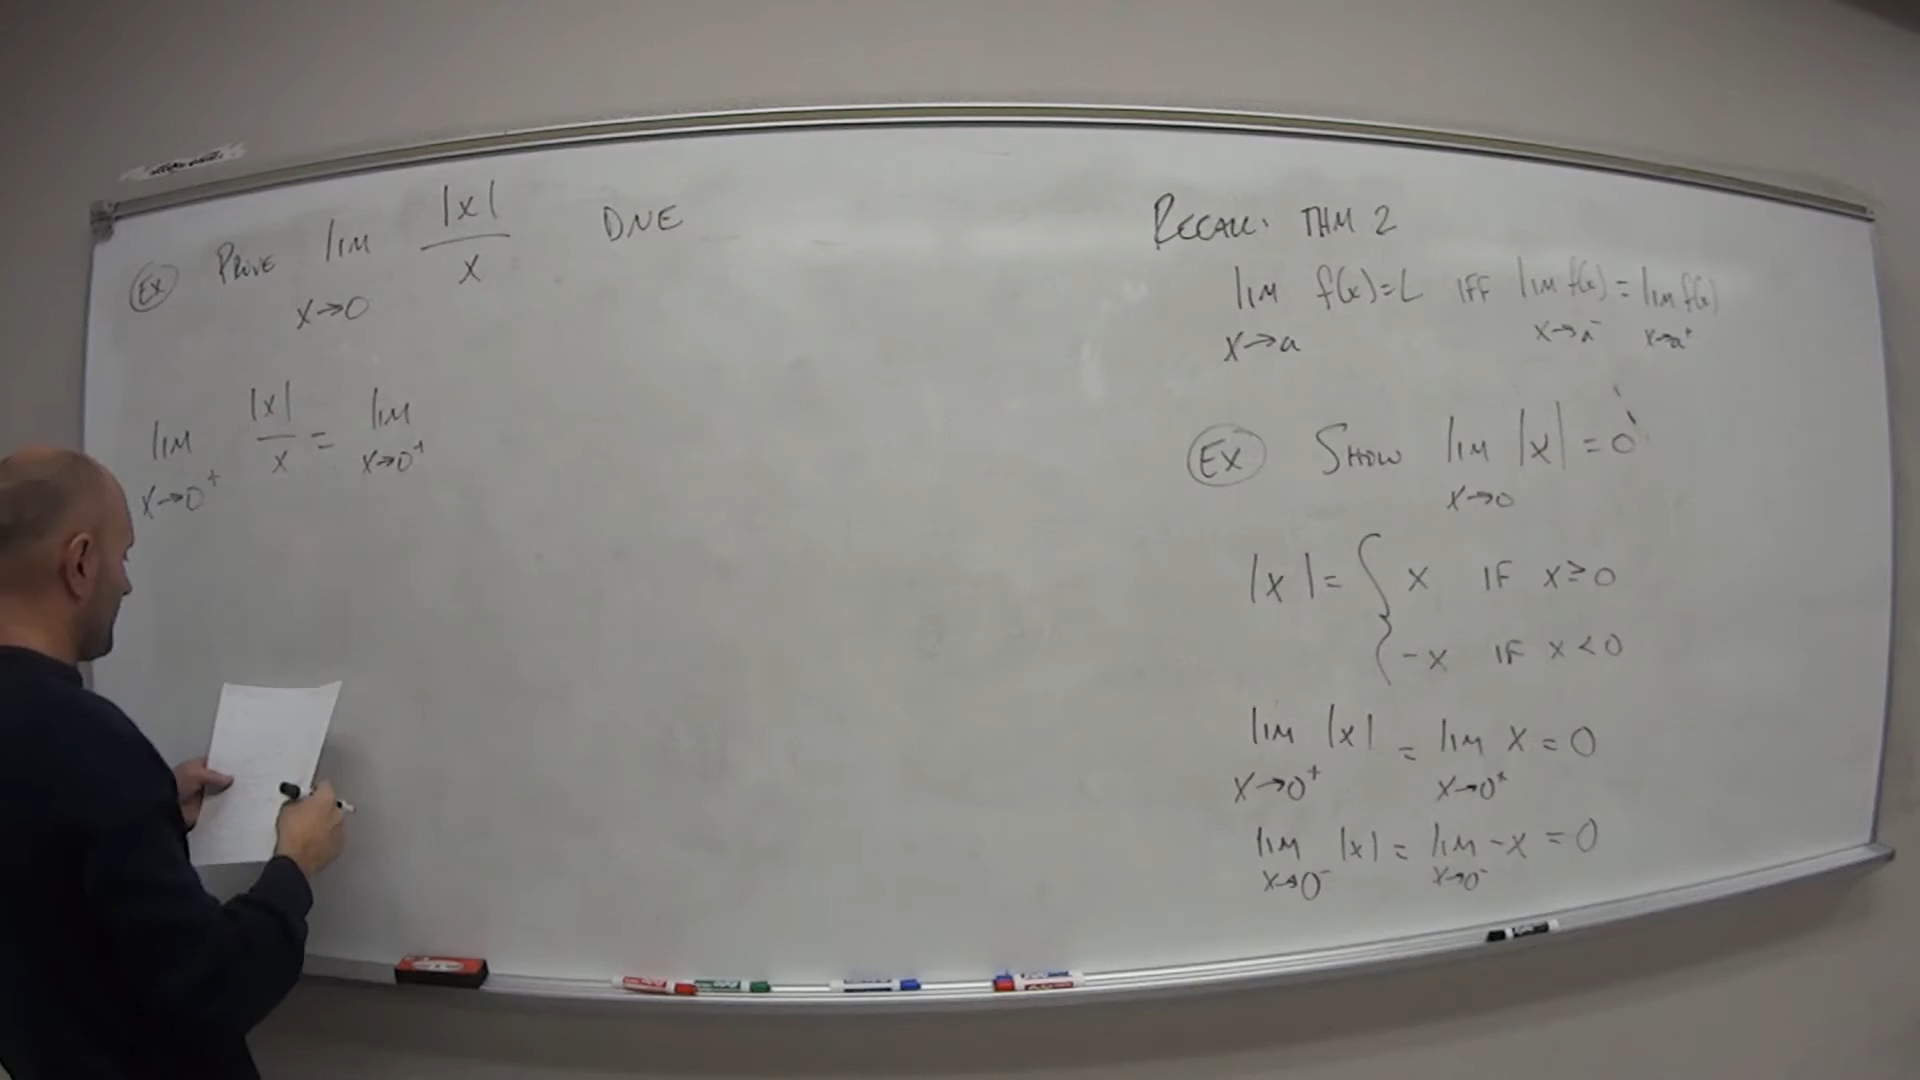 Ex PROVE lim |x|/x DNE
x→0
lim |x|/x = lim
x→0⁺ x→0⁺
RECALL: THM 2
lim f(x)=L IFF lim f(x) = lim f(x)
x→a x→a⁻ x→a⁺
Ex SHOW lim |x| = 0
x→0
|x| = { x IF x≥0
-x IF x<0
lim |x| = lim x = 0
x→0⁺ x→0⁺
lim |x| = lim -x = 0
x→0⁻ x→0⁻